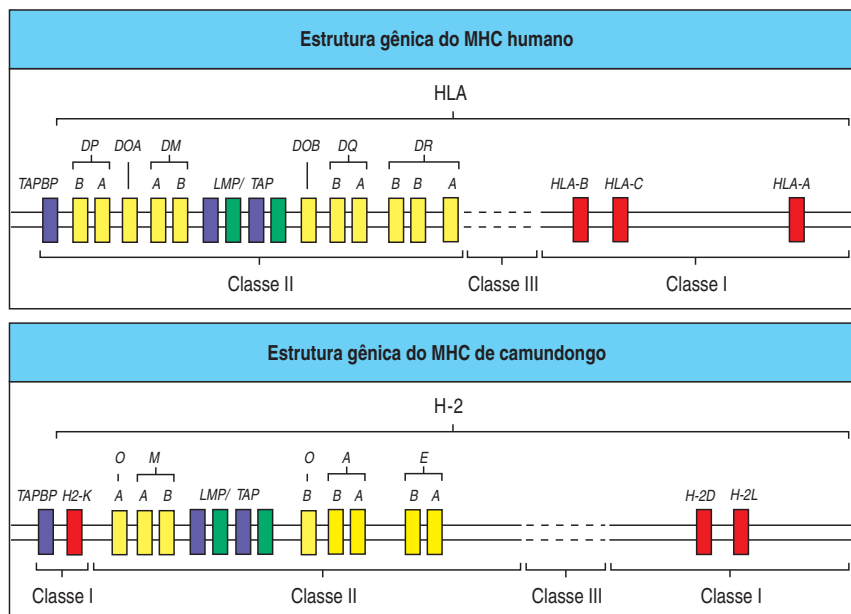 Estrutura gênica do MHC humano
HLA
DP DOA DM DOB DQ DR
TAPBP B A A B LMP/ TAP B A B B A HLA-B HLA-C HLA-A
Classe II Classe III Classe I
Estrutura gênica do MHC de camundongo
H-2
O M O A E
TAPBP H2-K A A B LMP/ TAP B B A B A H-2D H-2L
Classe I Classe II Classe III Classe I